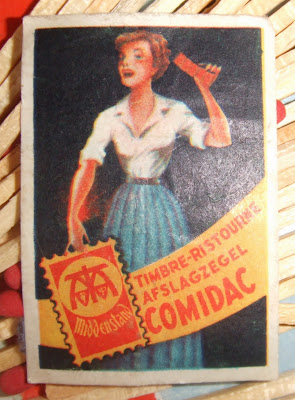 TIMBRE-RISTOURNE
AFSLAGZEGEL
COMIDAC
Middenstand